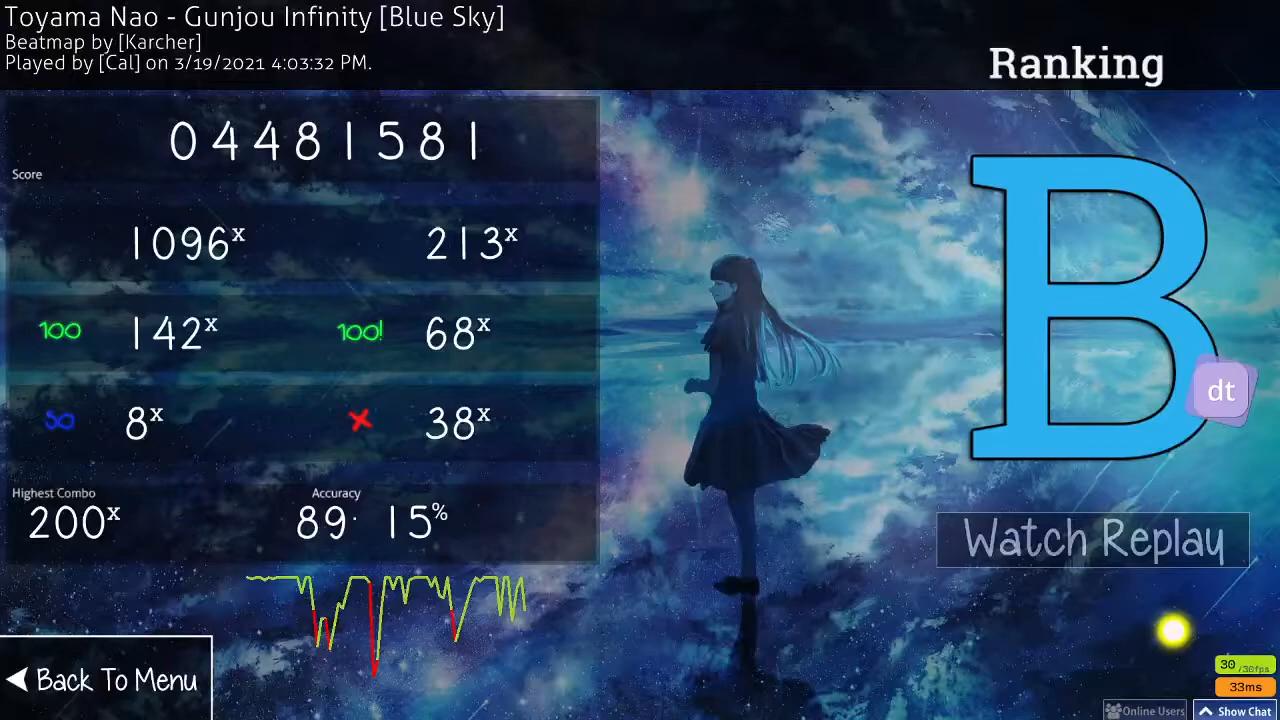 Toyama Nao - Gunjou Infinity [Blue Sky]
Beatmap by [Karcher]
Played by [Cal] on 3/19/2021 4:03:32 PM.
Ranking
04481581
Score
1096x 213x
100 142x 100! 68x
50 8x 38x
Highest Combo Accuracy
200x 89.15%
B
dt
Watch Replay
Back To Menu
30 /30fps
33ms
Online Users Show Chat